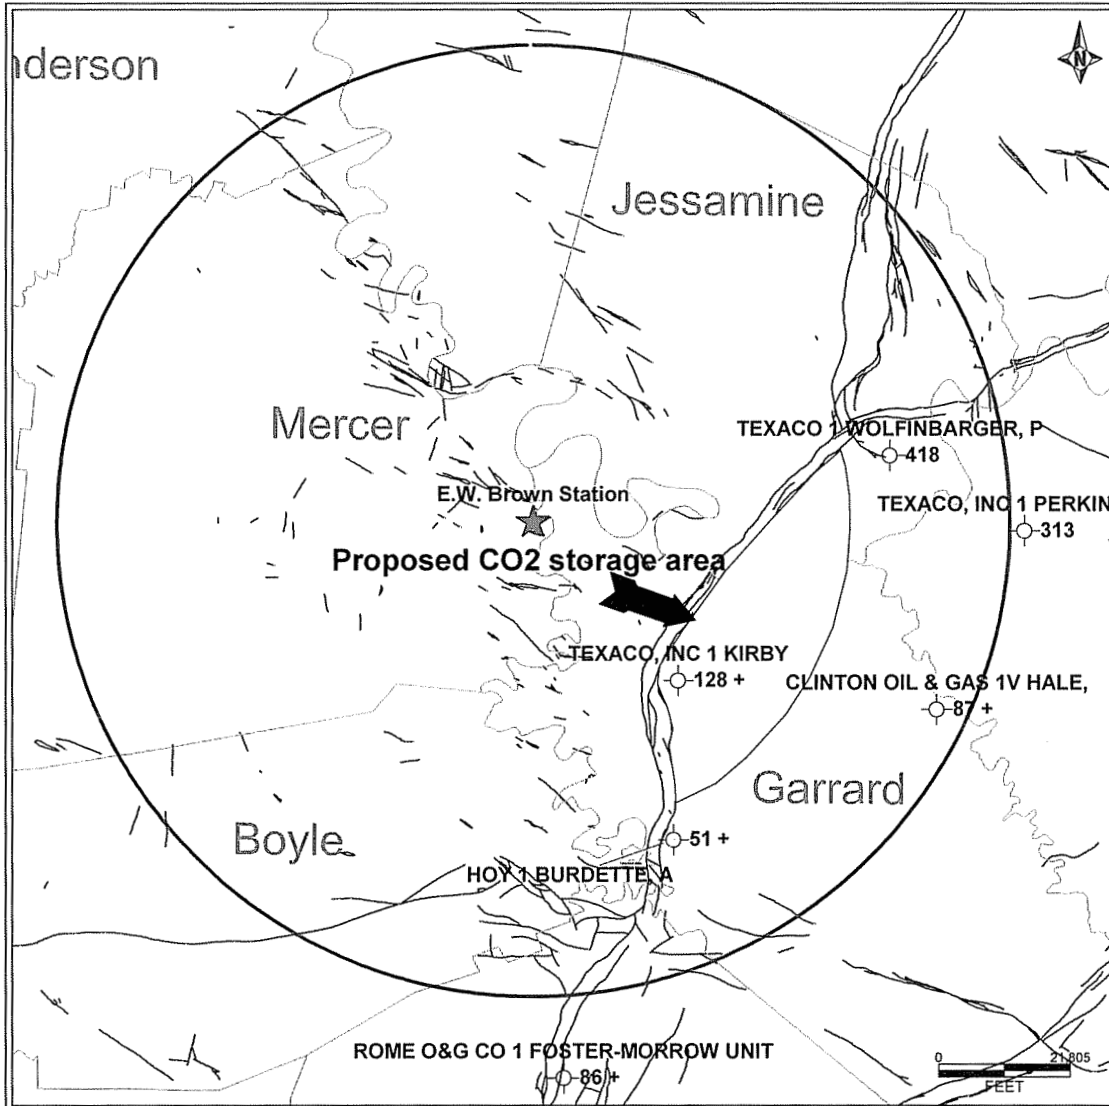 N
nderson
Jessamine
Mercer
TEXACO 1 WOLFINBARGER, P
418
E.W. Brown Station
TEXACO, INC 1 PERKIN
313
Proposed CO2 storage area
TEXACO, INC 1 KIRBY
128 +
CLINTON OIL & GAS 1V HALE,
87 +
Garrard
Boyle
51 +
HOY 1 BURDETTE, A
ROME O&G CO 1 FOSTER-MORROW UNIT
86 +
0 21,805
FEET